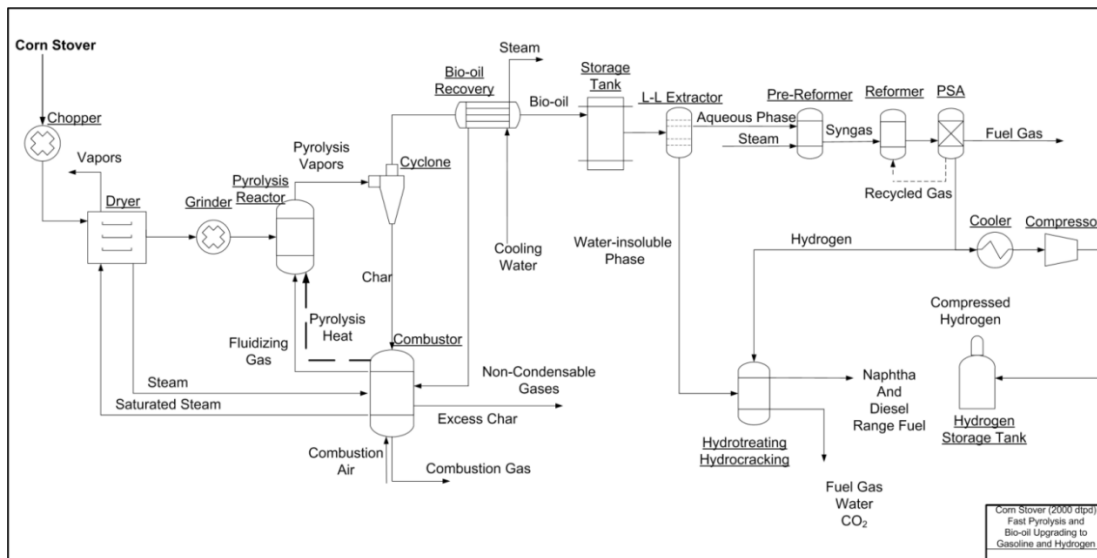 Corn Stover
Chopper
Vapors
Dryer
Grinder
Pyrolysis
Reactor
Pyrolysis
Vapors
Cyclone
Bio-oil
Recovery
Steam
Bio-oil
Storage
Tank
L-L Extractor
Aqueous Phase
Steam
Pre-Reformer
Syngas
Reformer
PSA
Fuel Gas
Recycled Gas
Cooling
Water
Water-insoluble
Phase
Hydrogen
Cooler
Compressor
Char
Pyrolysis
Heat
Fluidizing
Gas
Combustor
Steam
Saturated Steam
Non-Condensable
Gases
Excess Char
Combustion
Air
Combustion Gas
Compressed
Hydrogen
Naphtha
And
Diesel
Range Fuel
Hydrotreating
Hydrocracking
Fuel Gas
Water
CO₂
Hydrogen
Storage Tank
Corn Stover (2000 dtpd)
Fast Pyrolysis and
Bio-oil Upgrading to
Gasoline and Hydrogen